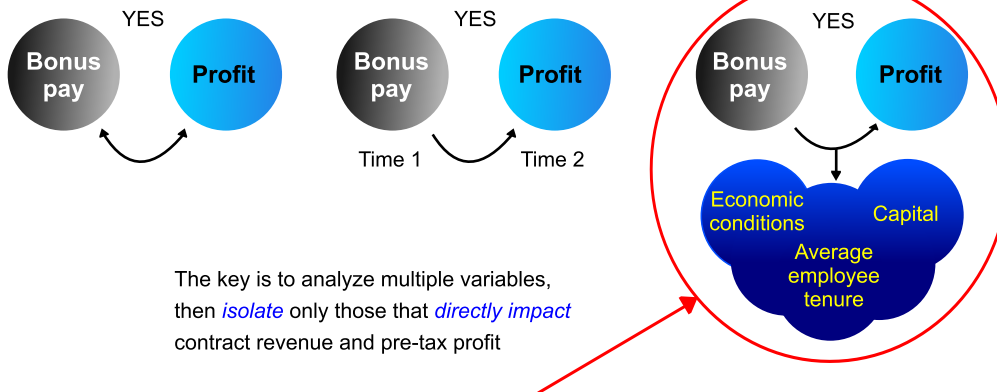 YES
Bonus
pay
Profit
YES
Bonus
pay
Profit
Time 1
Time 2
YES
Bonus
pay
Profit
Economic
conditions
Capital
Average
employee
tenure
The key is to analyze multiple variables,
then isolate only those that directly impact
contract revenue and pre-tax profit